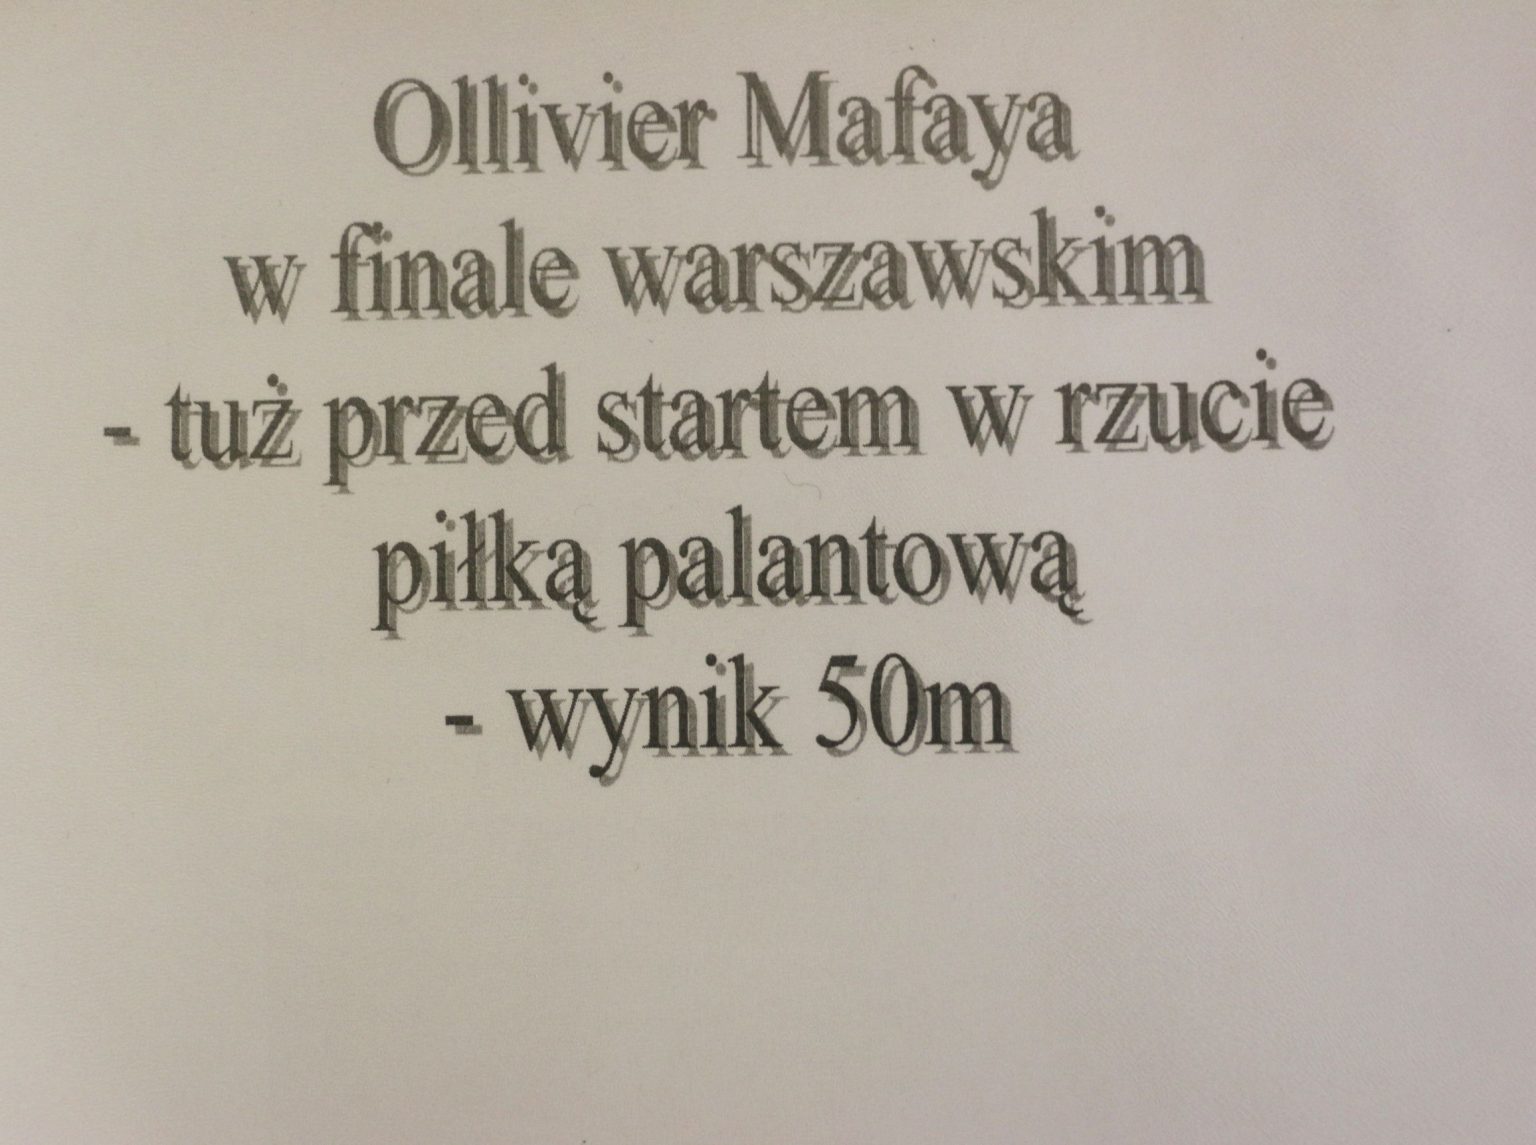 Ollivier Mafaya
w finale warszawskim
- tuż przed startem w rzucie
piłką palantową
- wynik 50m